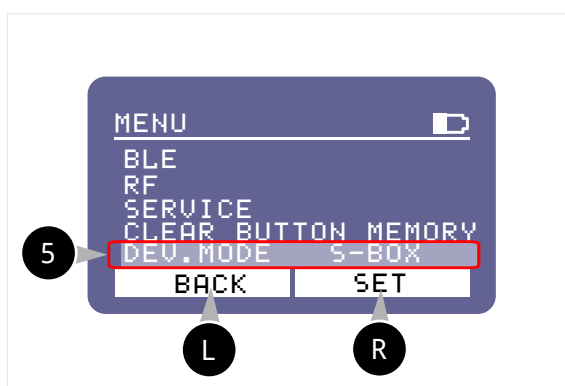 MENU
BLE
RF
SERVICE
CLEAR BUTTON MEMORY
5 DEV.MODE S-BOX
BACK SET
L R